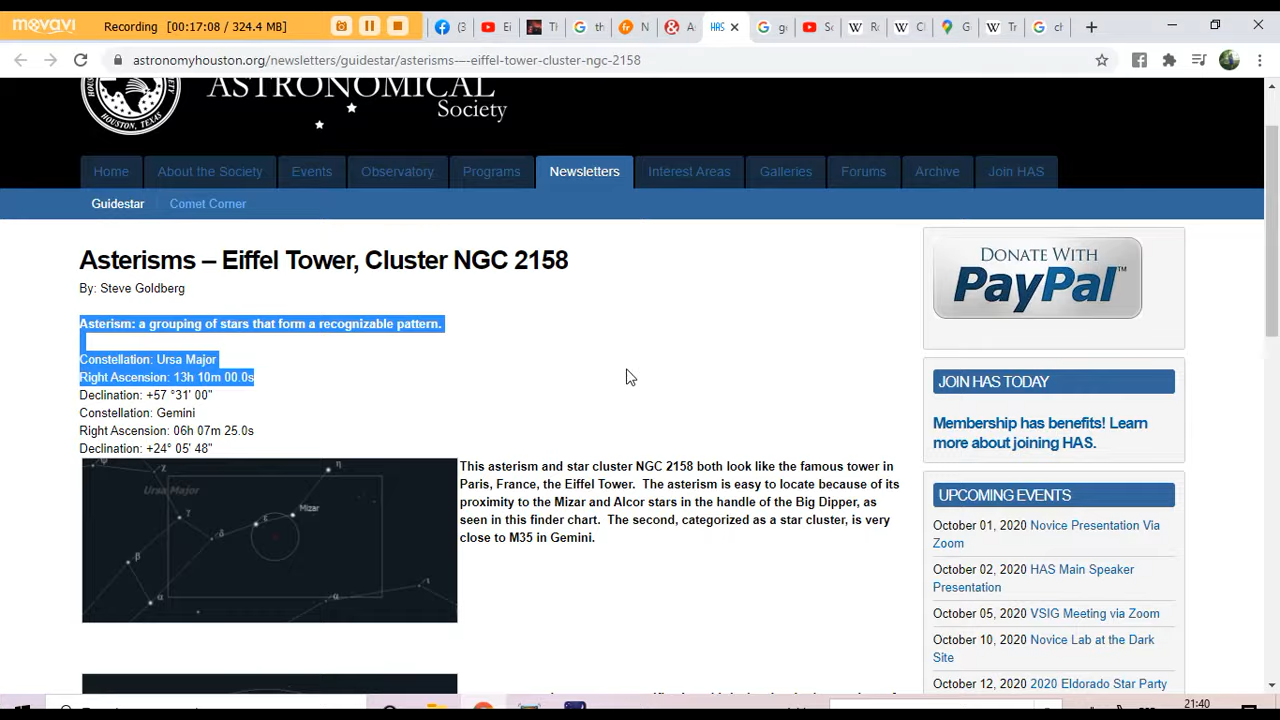 movavi
Recording [00:17:08 / 324.4 MB]
(3
Ei
Th
th
N
As
HAS
g
S
R
C
G
Tr
ch
astronomyhouston.org/newsletters/guidestar/asterisms----eiffel-tower-cluster-ngc-2158
HOUSTON, TEXAS
ASTRONOMICAL
Society
Home About the Society Events Observatory Programs Newsletters Interest Areas Galleries Forums Archive Join HAS
Guidestar Comet Corner
Asterisms – Eiffel Tower, Cluster NGC 2158
By: Steve Goldberg
Asterism: a grouping of stars that form a recognizable pattern.
Constellation: Ursa Major
Right Ascension: 13h 10m 00.0s
Declination: +57 °31' 00"
Constellation: Gemini
Right Ascension: 06h 07m 25.0s
Declination: +24° 05' 48"
Ursa Major
Mizar
This asterism and star cluster NGC 2158 both look like the famous tower in
Paris, France, the Eiffel Tower. The asterism is easy to locate because of its
proximity to the Mizar and Alcor stars in the handle of the Big Dipper, as
seen in this finder chart. The second, categorized as a star cluster, is very
close to M35 in Gemini.
DONATE WITH
PayPal™
JOIN HAS TODAY
Membership has benefits! Learn
more about joining HAS.
UPCOMING EVENTS
October 01, 2020 Novice Presentation Via
Zoom
October 02, 2020 HAS Main Speaker
Presentation
October 05, 2020 VSIG Meeting via Zoom
October 10, 2020 Novice Lab at the Dark
Site
October 12, 2020 2020 Eldorado Star Party
21:40